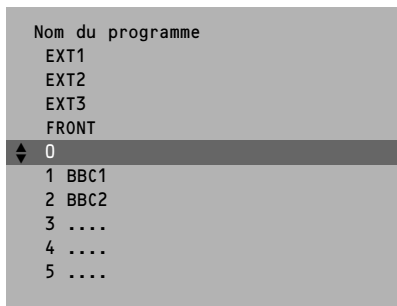 Nom du programme
EXT1
EXT2
EXT3
FRONT
0
1 BBC1
2 BBC2
3 ....
4 ....
5 ....